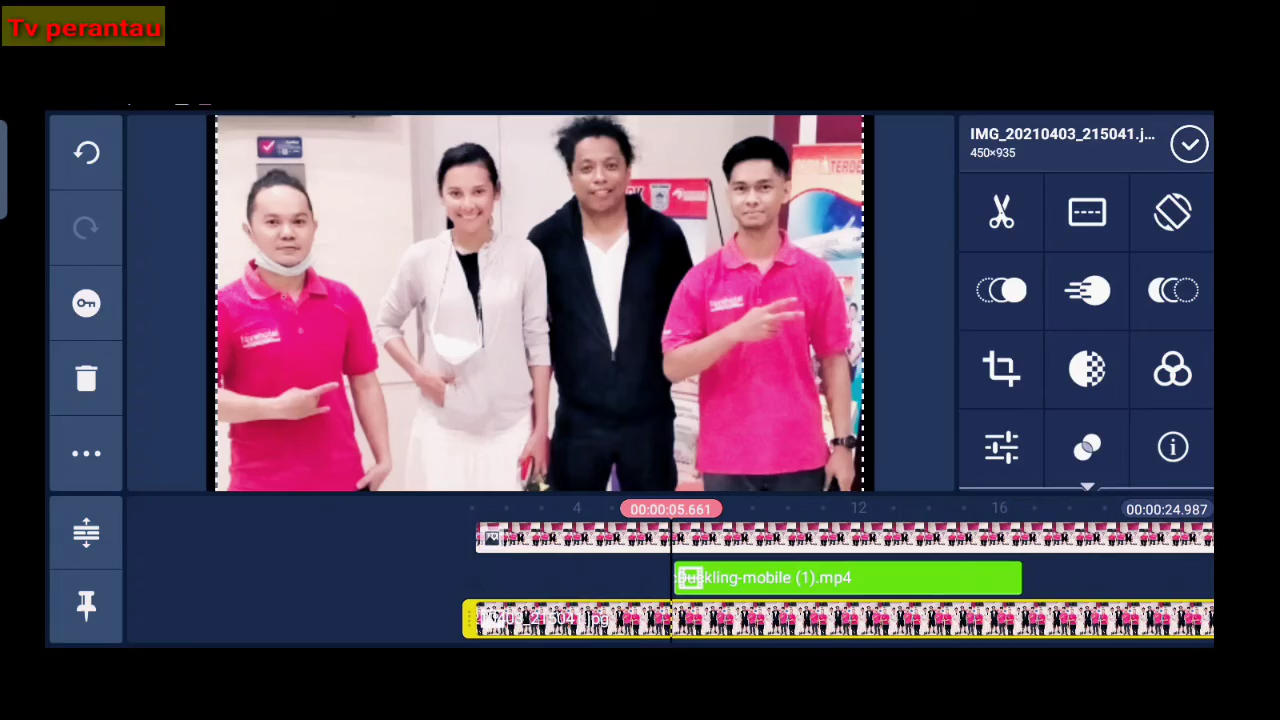 Tv perantau
IMG_20210403_215041.j...
450×935
4
00:00:05.661
12
16
00:00:24.987
Duckling-mobile (1).mp4